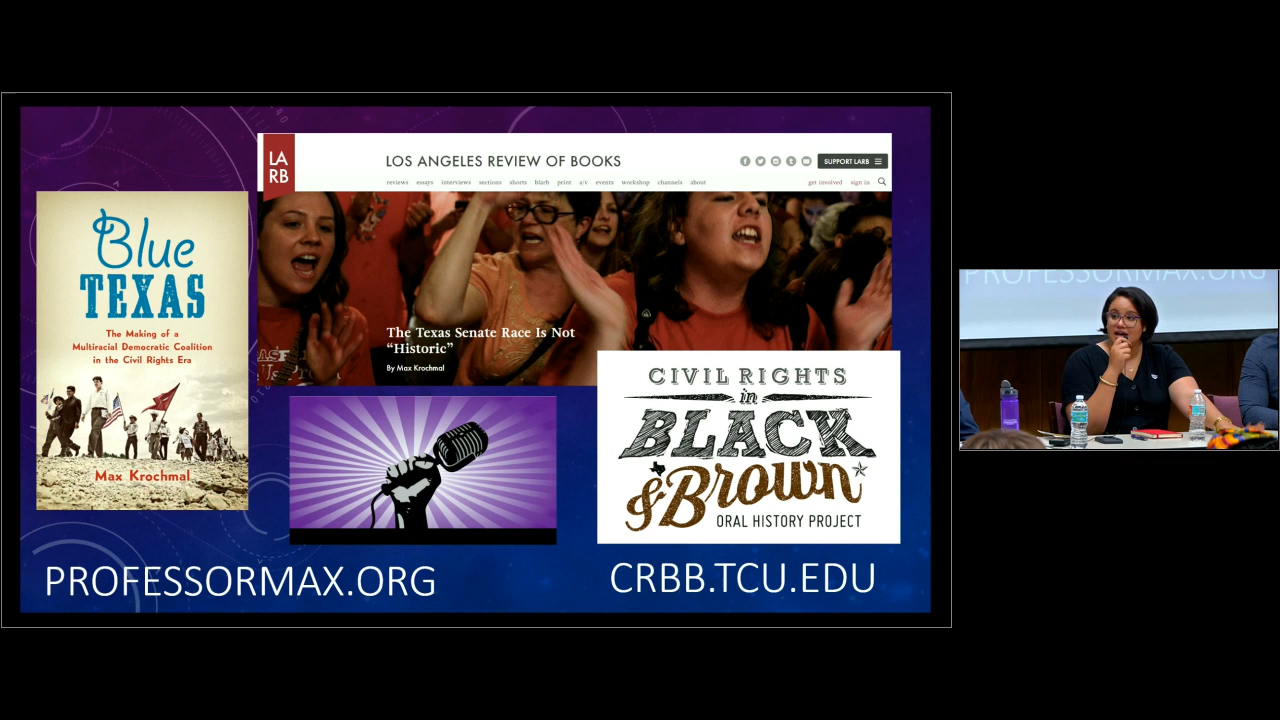 LA
RB
LOS ANGELES REVIEW OF BOOKS
SUPPORT LARB
reviews essays interviews sections shorts blarb print a/v events workshop channels about
get involved sign in
Blue
TEXAS
The Making of a
Multiracial Democratic Coalition
in the Civil Rights Era
Max Krochmal
The Texas Senate Race Is Not
“Historic”
By Max Krochmal
CIVIL RIGHTS
in
BLACK
& Brown
ORAL HISTORY PROJECT
PROFESSORMAX.ORG
CRBB.TCU.EDU
PROFESSORMAX.ORG